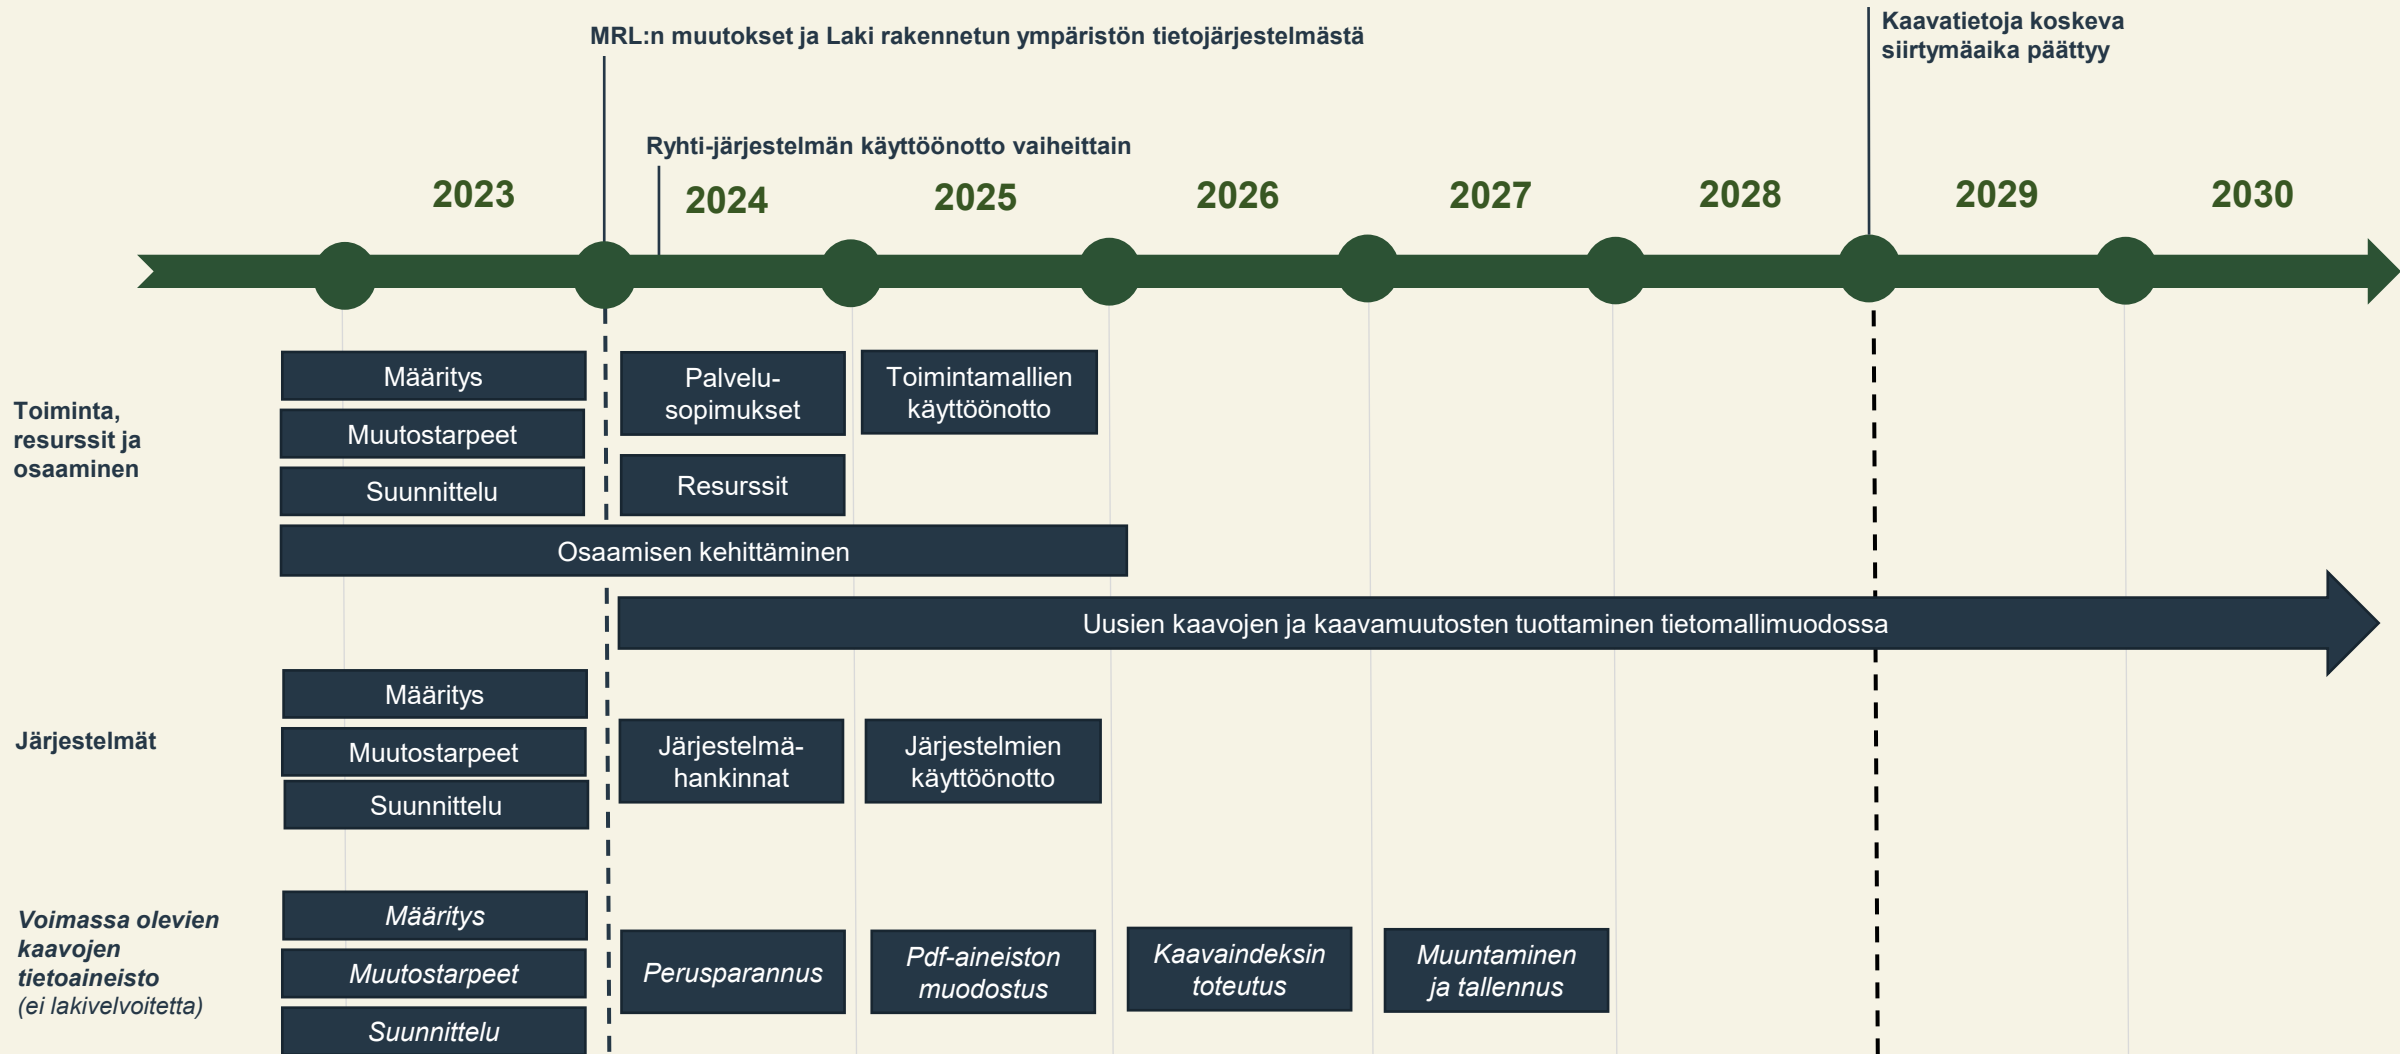 MRL:n muutokset ja Laki rakennetun ympäristön tietojärjestelmästä
Kaavatietoja koskeva
siirtymäaika päättyy
Ryhti-järjestelmän käyttöönotto vaiheittain
2023
2024
2025
2026
2027
2028
2029
2030
Toiminta,
resurssit ja
osaaminen
Määritys
Muutostarpeet
Suunnittelu
Palvelu-
sopimukset
Resurssit
Toimintamallien
käyttöönotto
Osaamisen kehittäminen
Uusien kaavojen ja kaavamuutosten tuottaminen tietomallimuodossa
Järjestelmät
Määritys
Muutostarpeet
Suunnittelu
Järjestelmä-
hankinnat
Järjestelmien
käyttöönotto
Voimassa olevien
kaavojen
tietoaineisto
(ei lakivelvoitetta)
Määritys
Muutostarpeet
Suunnittelu
Perusparannus
Pdf-aineiston
muodostus
Kaavaindeksin
toteutus
Muuntaminen
ja tallennus